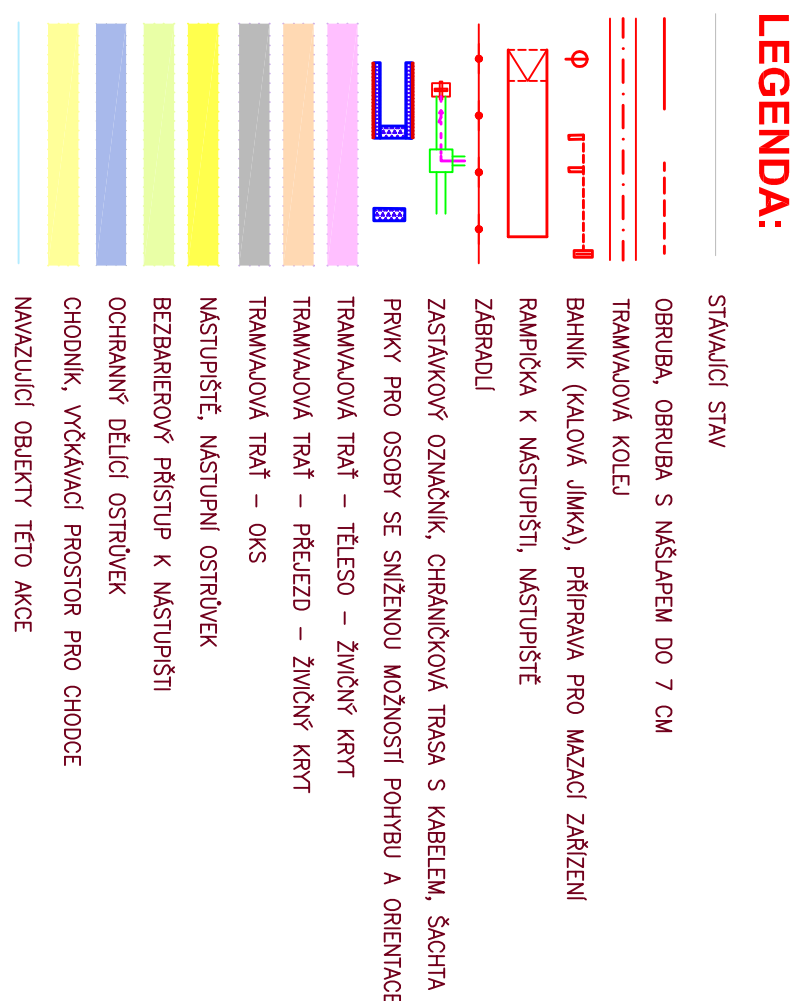 LEGENDA:
STÁVAJÍCÍ STAV
OBRUBA, OBRUBA S NÁŠLAPEM DO 7 CM
TRAMVAJOVÁ KOLEJ
BAHNÍK (KALOVÁ JÍMKA), PŘÍPRAVA PRO MAZACÍ ZAŘÍZENÍ
RAMPIČKA K NÁSTUPIŠTI, NÁSTUPIŠTĚ
ZÁBRADLÍ
ZASTÁVKOVÝ OZNAČNÍK, CHRÁNIČKOVÁ TRASA S KABELEM, ŠACHTA
PRVKY PRO OSOBY SE SNÍŽENOU MOŽNOSTÍ POHYBU A ORIENTACE
TRAMVAJOVÁ TRAŤ – TĚLESO – ŽIVIČNÝ KRYT
TRAMVAJOVÁ TRAŤ – PŘEJEZD – ŽIVIČNÝ KRYT
TRAMVAJOVÁ TRAŤ – OKS
NÁSTUPIŠTĚ, NÁSTUPNÍ OSTRŮVEK
BEZBARIEROVÝ PŘÍSTUP K NÁSTUPIŠTI
OCHRANNÝ DĚLÍCÍ OSTRŮVEK
CHODNÍK, VYČKÁVACÍ PROSTOR PRO CHODCE
NAVAZUJÍCÍ OBJEKTY TÉTO AKCE